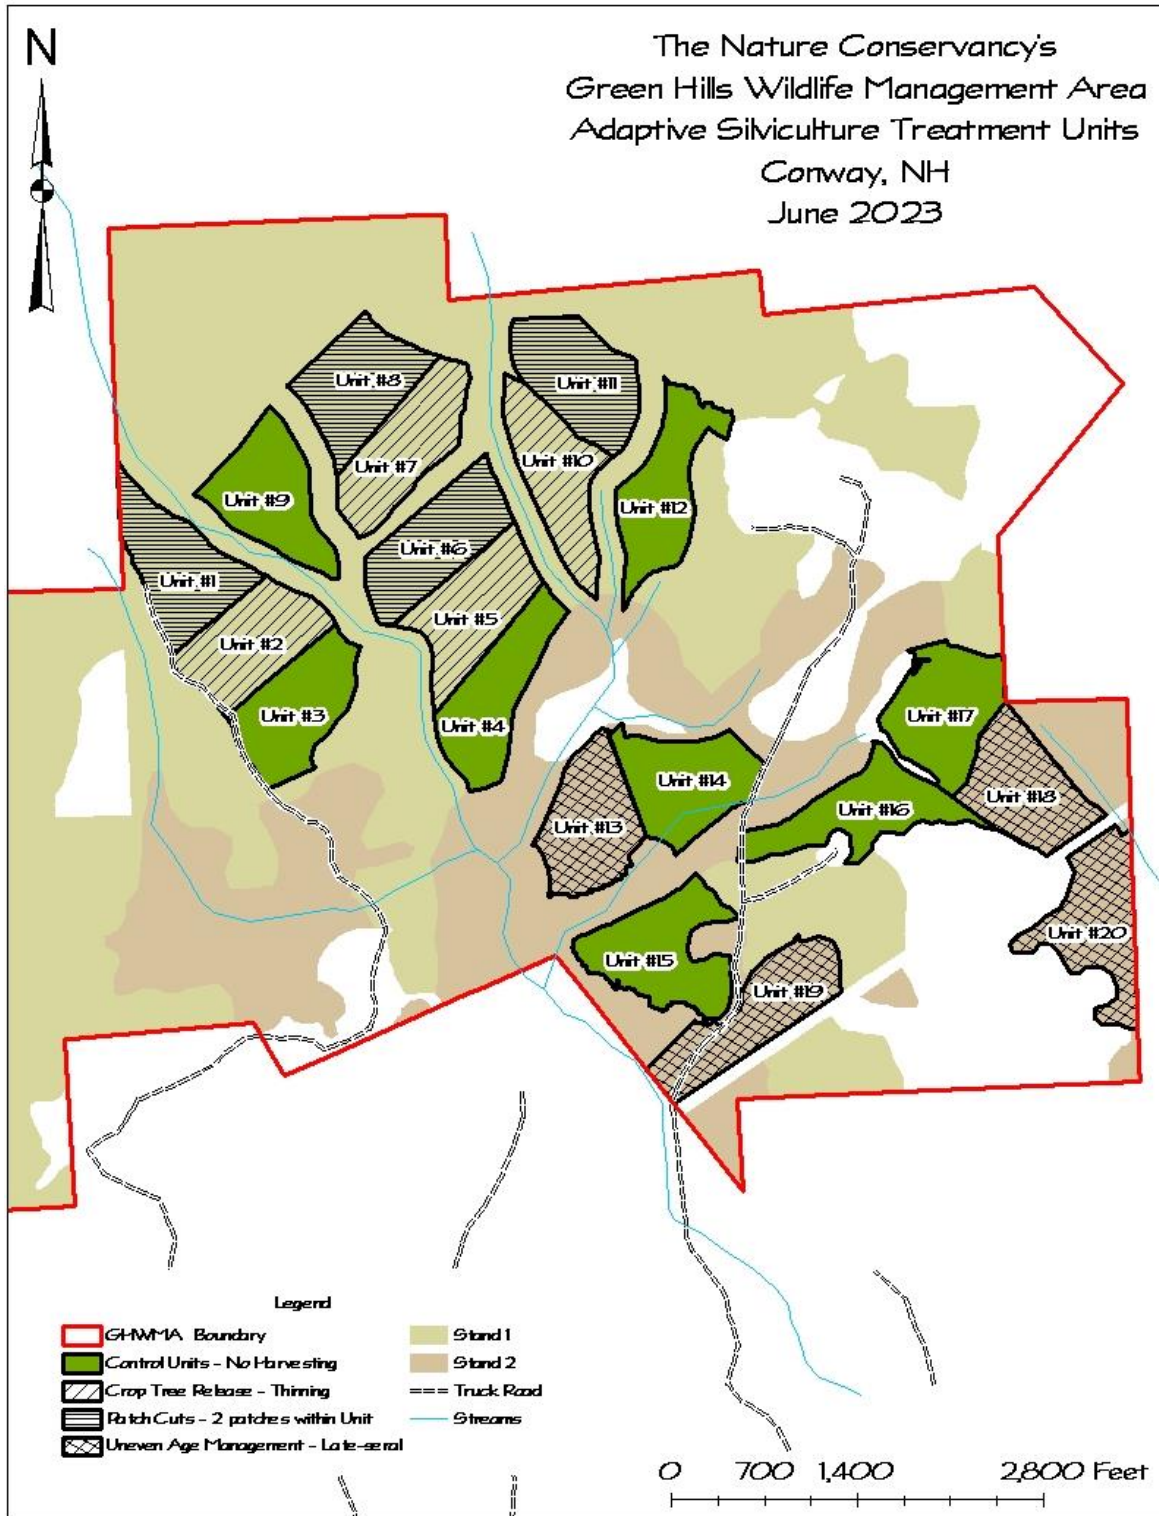 N
The Nature Conservancy's
Green Hills Wildlife Management Area
Adaptive Silviculture Treatment Units
Conway, NH
June 2023
Unit #8
Unit #11
Unit #7
Unit #10
Unit #9
Unit #12
Unit #6
Unit #1
Unit #5
Unit #2
Unit #3
Unit #4
Unit #17
Unit #14
Unit #18
Unit #16
Unit #13
Unit #20
Unit #15
Unit #19
Legend
GHWMA Boundary
Control Units - No Harvesting
Crop Tree Release - Thinning
Patch Cuts - 2 patches within Unit
Uneven Age Management - Late-seral
Stand 1
Stand 2
Truck Road
Streams
0 700 1,400 2,800 Feet